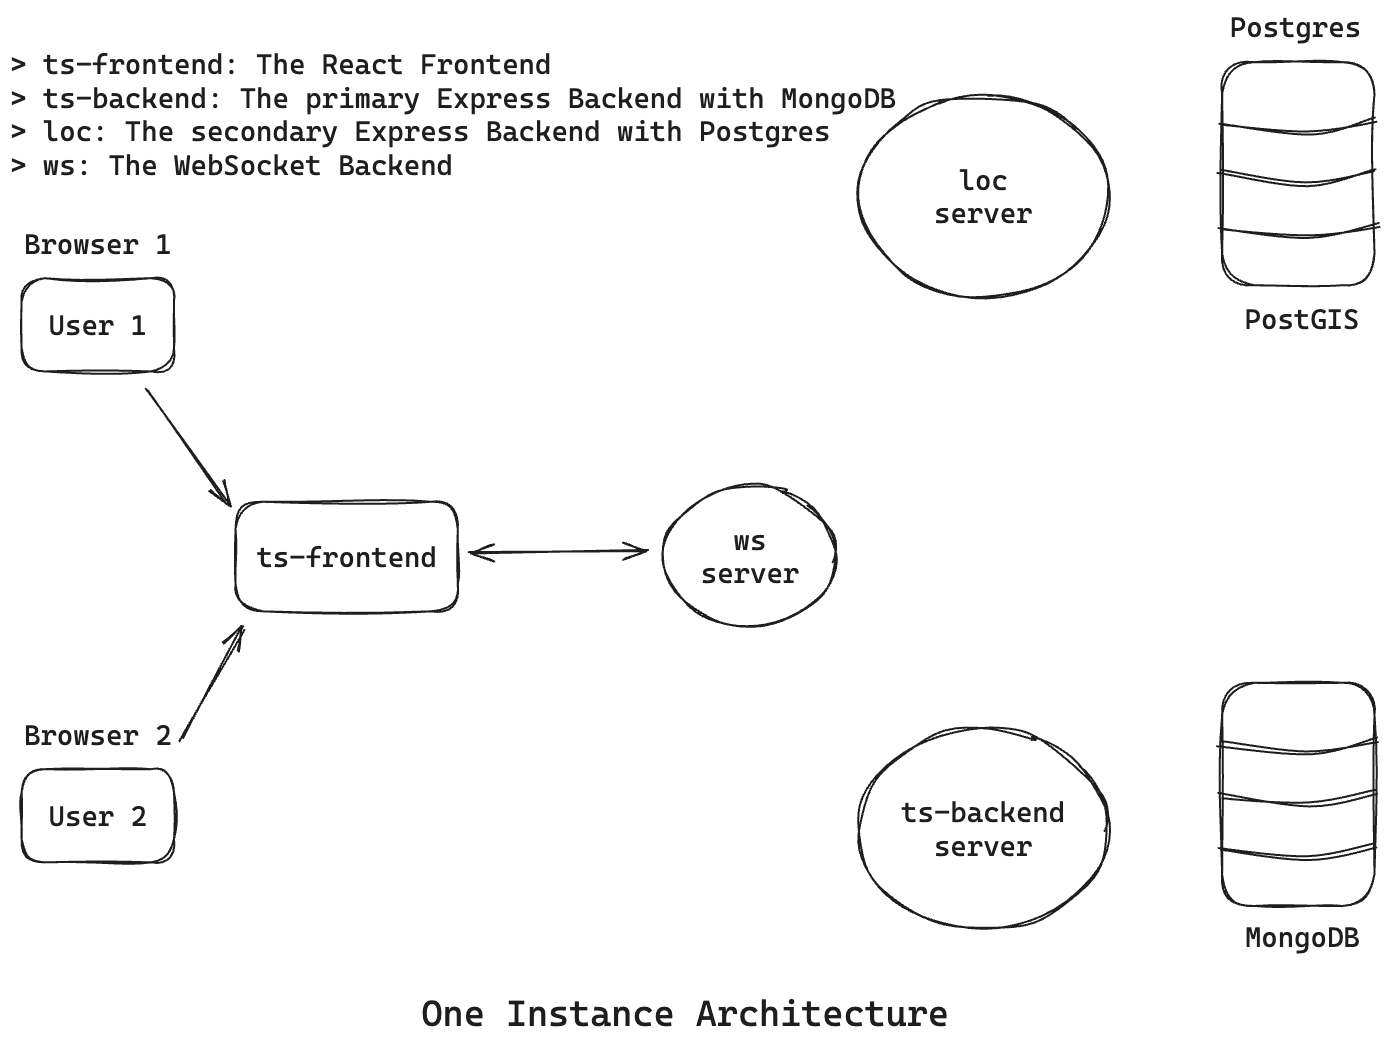 Postgres
> ts-frontend: The React Frontend
> ts-backend: The primary Express Backend with MongoDB
> loc: The secondary Express Backend with Postgres
> ws: The WebSocket Backend
loc
server
Browser 1
User 1
PostGIS
ts-frontend
ws
server
Browser 2
User 2
ts-backend
server
MongoDB
One Instance Architecture